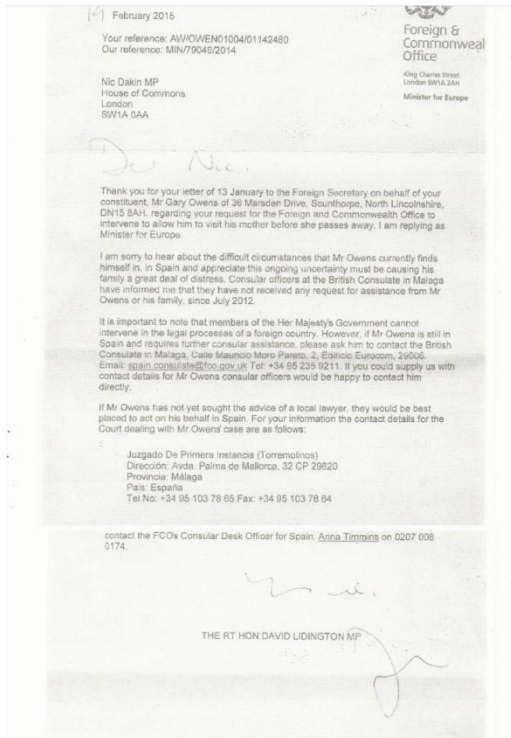 19 February 2015
Your reference: AW/OWEN01004/01142480
Our reference: MIN/79049/2014
Foreign &
Commonweal
Office
King Charles Street
London SW1A 2AH
Minister for Europe
Nic Dakin MP
House of Commons
London
SW1A 0AA
Dear Nic,
Thank you for your letter of 13 January to the Foreign Secretary on behalf of your
constituent, Mr Gary Owens of 36 Marsden Drive, Scunthorpe, North Lincolnshire,
DN15 8AH, regarding your request for the Foreign and Commonwealth Office to
intervene to allow him to visit his mother before she passes away. I am replying as
Minister for Europe.
I am sorry to hear about the difficult circumstances that Mr Owens currently finds
himself in, in Spain and appreciate this ongoing uncertainty must be causing his
family a great deal of distress. Consular officers at the British Consulate in Malaga
have informed me that they have not received any request for assistance from Mr
Owens or his family, since July 2012.
It is important to note that members of the Her Majesty's Government cannot
intervene in the legal processes of a foreign country. However, if Mr Owens is still in
Spain and requires further consular assistance, please ask him to contact the British
Consulate in Malaga, Calle Mauricio Moro Pareto, 2, Edificio Eurocom, 29006.
Email: spain.consulate@fco.gov.uk Tel: +34 95 235 9211. If you could supply us with
contact details for Mr Owens consular officers would be happy to contact him
directly.
If Mr Owens has not yet sought the advice of a local lawyer, they would be best
placed to act on his behalf in Spain. For your information the contact details for the
Court dealing with Mr Owens' case are as follows:
Juzgado De Primera Instancia (Torremolinos)
Dirección: Avda. Palma de Mallorca, 32 CP 29620
Provincia: Málaga
Pais: España
Tel No: +34 95 103 78 65 Fax: +34 95 103 78 64
contact the FCO's Consular Desk Officer for Spain, Anna Timmins on 0207 008
0174.
THE RT HON DAVID LIDINGTON MP